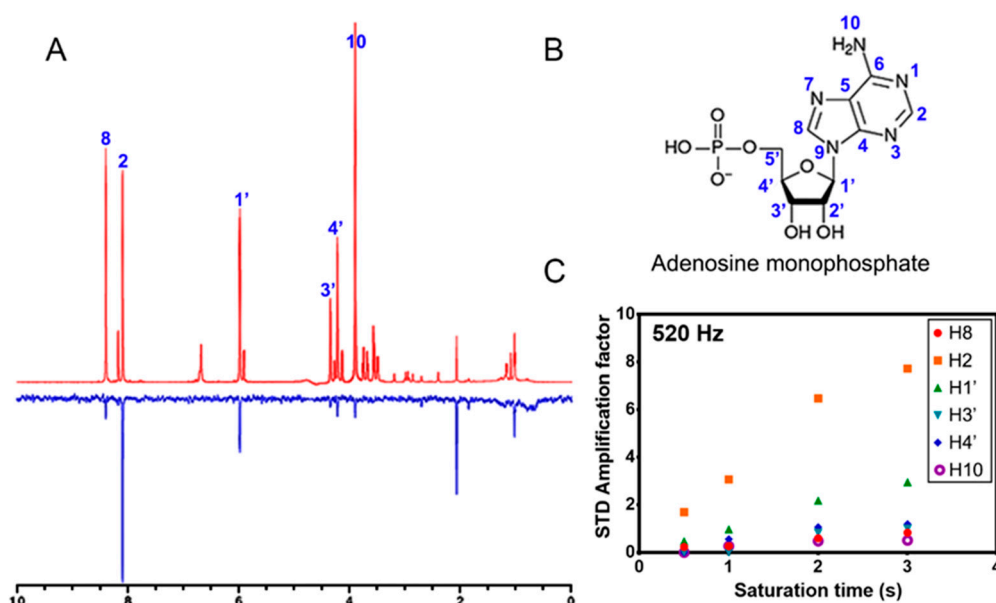 A
8
2
1'
3'
4'
10
10
8
6
4
2
0
B
10
H₂N
6
N
1
7
N
5
2
8
O
HO
P
O
O⁻
5'
9
N
4
N
3
O
4'
1'
3'
2'
OH
OH
Adenosine monophosphate
C
520 Hz
STD Amplification factor
10
8
6
4
2
0
H8
H2
H1'
H3'
H4'
H10
0
1
2
3
4
Saturation time (s)